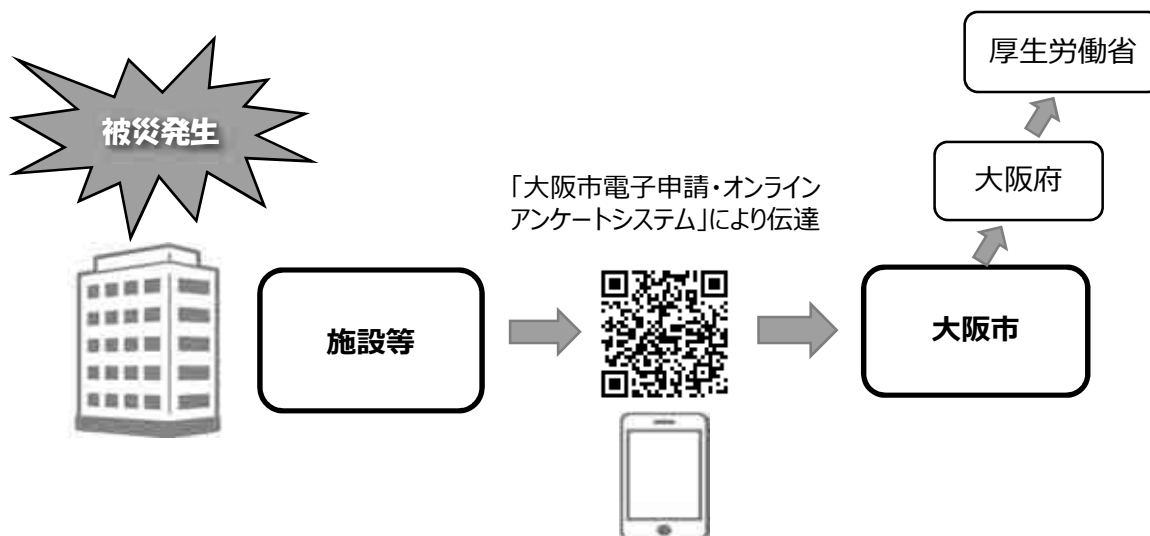 被災発生
「大阪市電子申請・オンライン
アンケートシステム」により伝達
施設等
大阪市
大阪府
厚生労働省